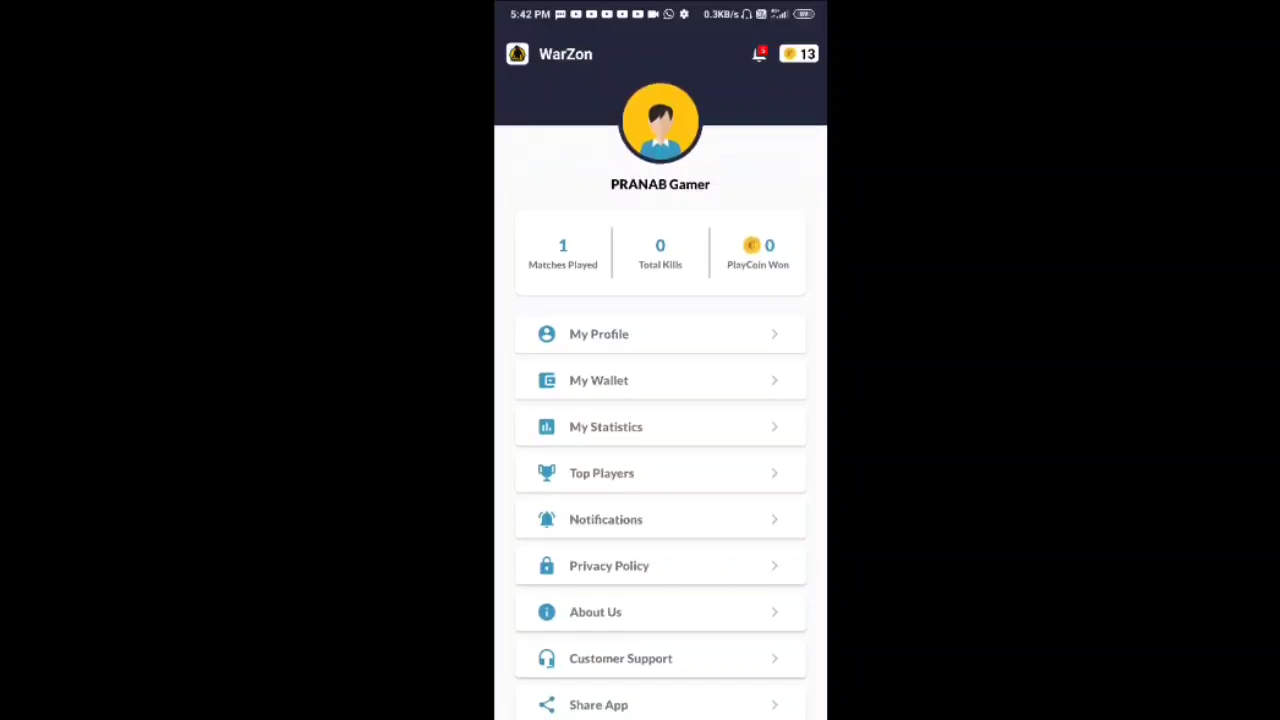 5:42 PM 0.3KB/s
WarZon 13
PRANAB Gamer
1 0 0
Matches Played Total Kills PlayCoin Won
My Profile
My Wallet
My Statistics
Top Players
Notifications
Privacy Policy
About Us
Customer Support
Share App